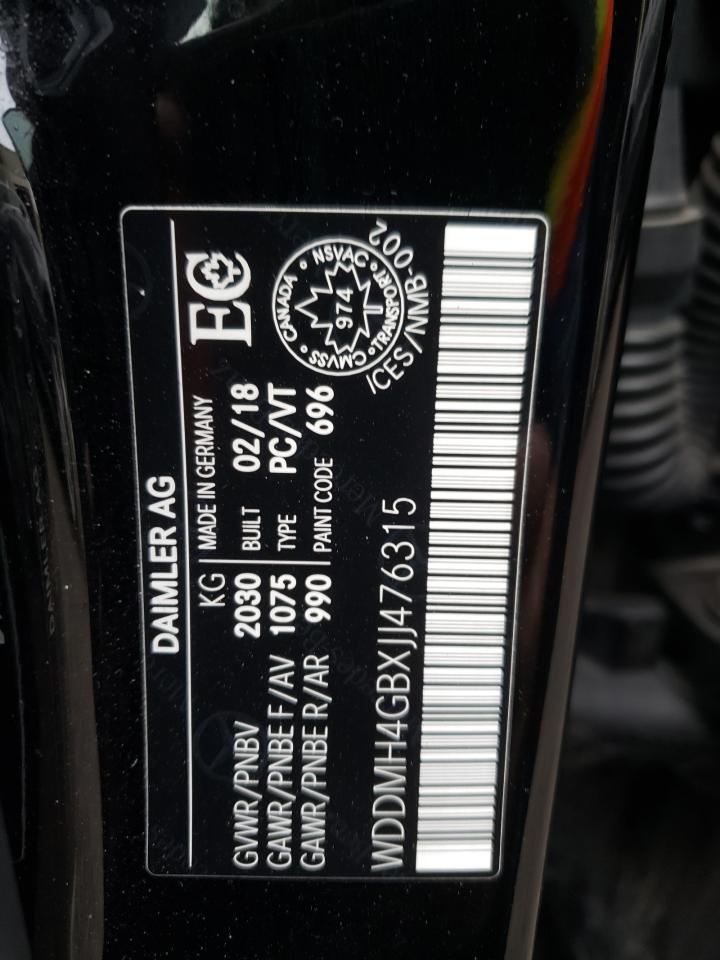 DAIMLER AG
KG MADE IN GERMANY
GVWR/PNBV 2030 BUILT 02/18
GAWR/PNBE F/AV 1075 TYPE PC/VT
GAWR/PNBE R/AR 990 PAINT CODE 696
EC
CANADA • NSVAC • TRANSPORT • CMVSS •
974
ICES/NMB-002
WDDMH4GBXJJ476315